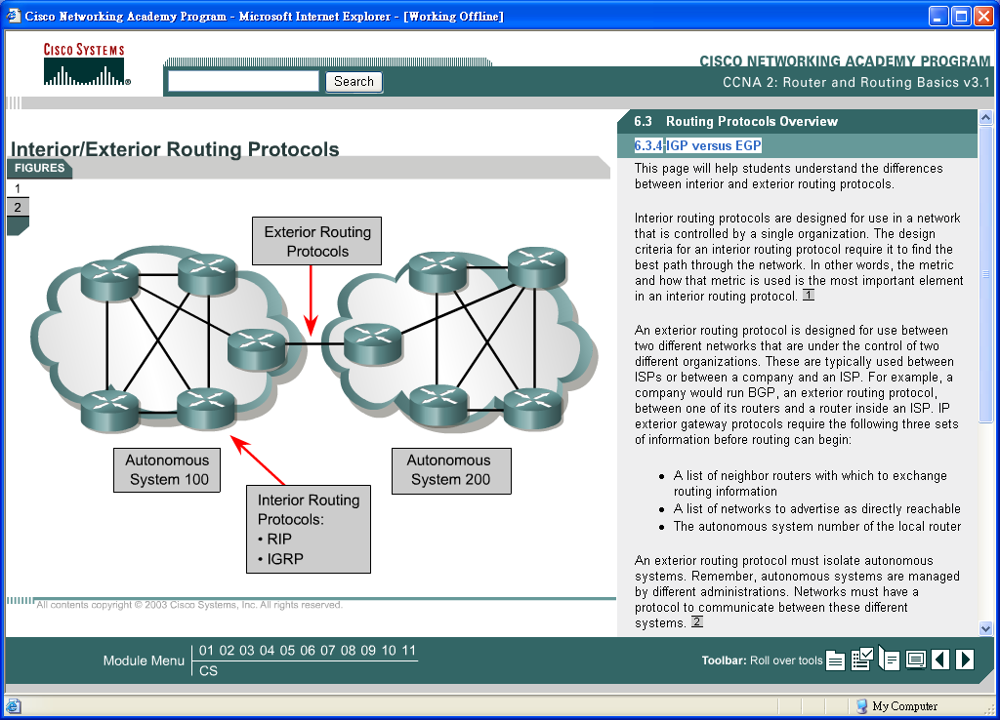 Cisco Networking Academy Program - Microsoft Internet Explorer - [Working Offline]
CISCO SYSTEMS
®
Search
CISCO NETWORKING ACADEMY PROGRAM
CCNA 2: Router and Routing Basics v3.1
Interior/Exterior Routing Protocols
FIGURES
1
2
Exterior Routing
Protocols
Autonomous
System 100
Autonomous
System 200
Interior Routing
Protocols:
• RIP
• IGRP
All contents copyright © 2003 Cisco Systems, Inc. All rights reserved.
6.3 Routing Protocols Overview
6.3.4 IGP versus EGP
This page will help students understand the differences
between interior and exterior routing protocols.
Interior routing protocols are designed for use in a network
that is controlled by a single organization. The design
criteria for an interior routing protocol require it to find the
best path through the network. In other words, the metric
and how that metric is used is the most important element
in an interior routing protocol. 1
An exterior routing protocol is designed for use between
two different networks that are under the control of two
different organizations. These are typically used between
ISPs or between a company and an ISP. For example, a
company would run BGP, an exterior routing protocol,
between one of its routers and a router inside an ISP. IP
exterior gateway protocols require the following three sets
of information before routing can begin:
• A list of neighbor routers with which to exchange
routing information
• A list of networks to advertise as directly reachable
• The autonomous system number of the local router
An exterior routing protocol must isolate autonomous
systems. Remember, autonomous systems are managed
by different administrations. Networks must have a
protocol to communicate between these different
systems. 2
Module Menu
01 02 03 04 05 06 07 08 09 10 11
CS
Toolbar: Roll over tools
My Computer